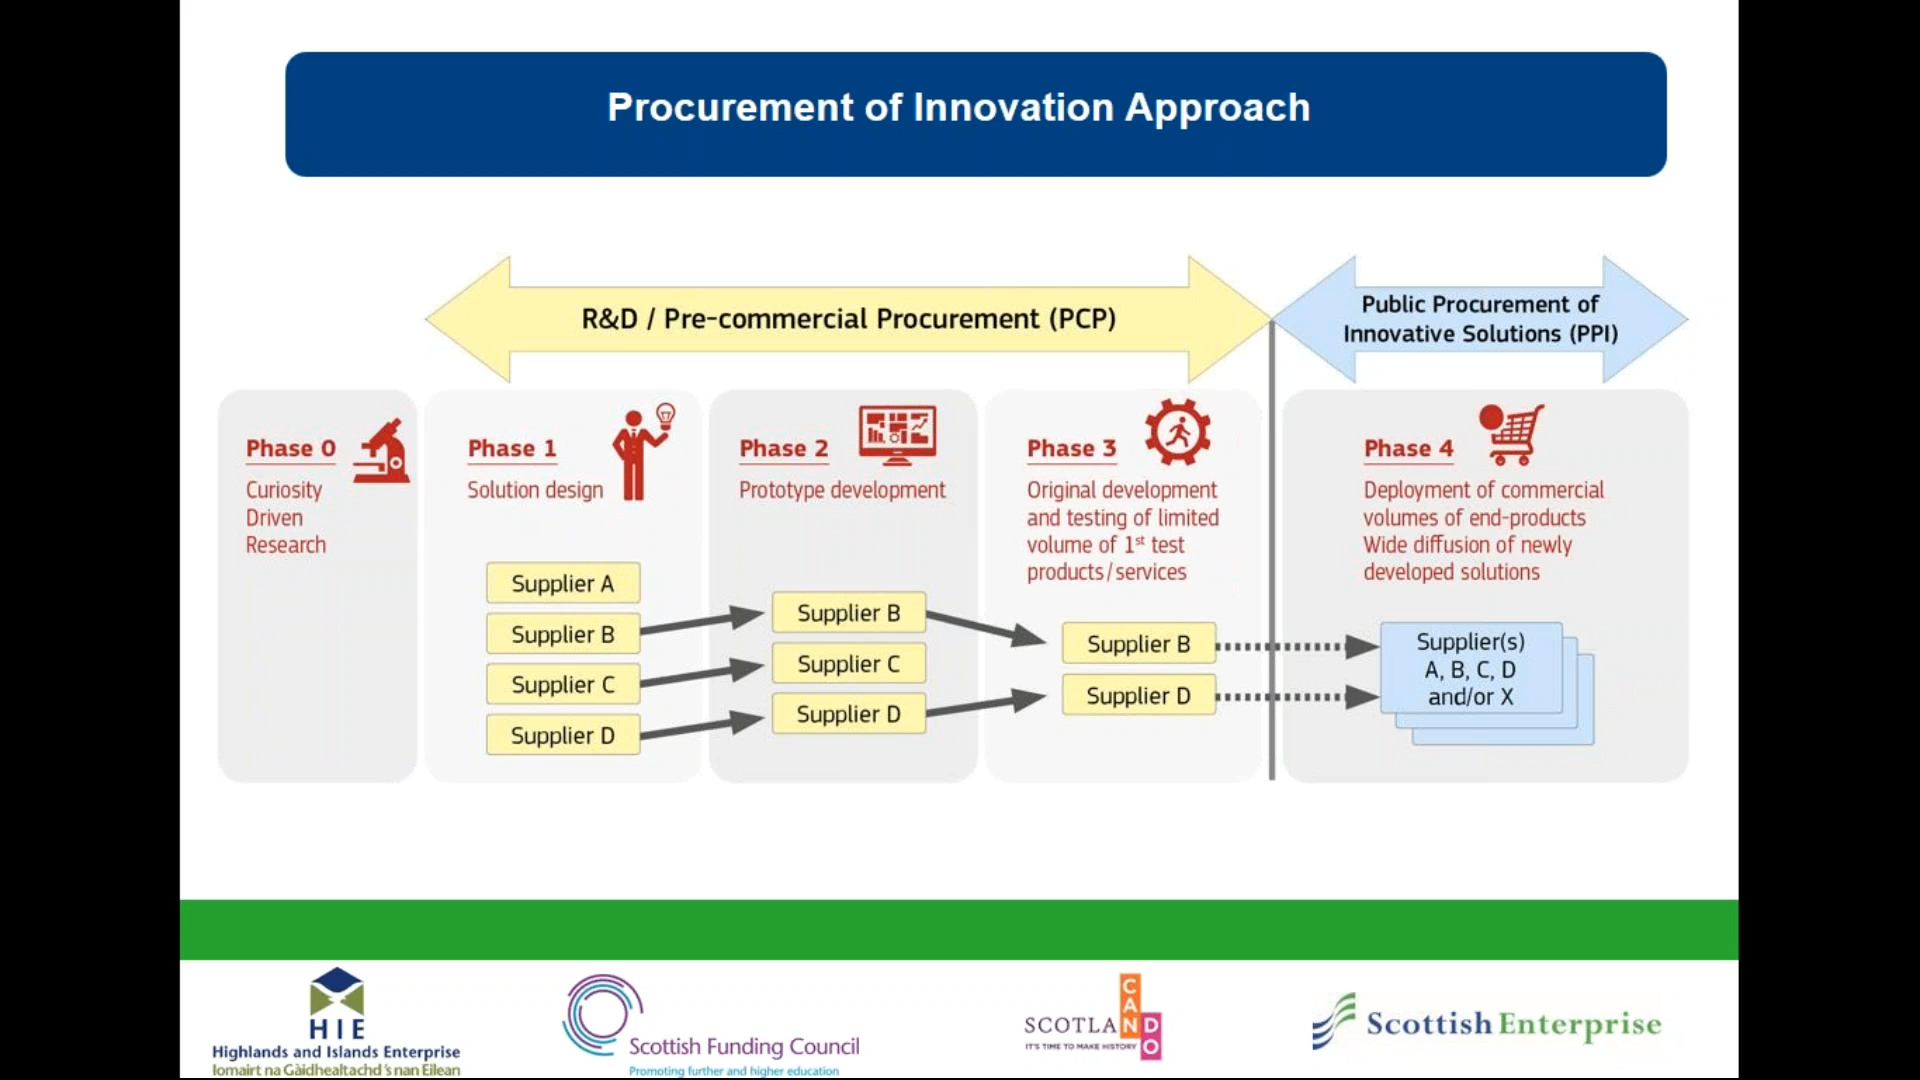 Procurement of Innovation Approach
R&D / Pre-commercial Procurement (PCP)
Public Procurement of
Innovative Solutions (PPI)
Phase 0
Curiosity
Driven
Research
Phase 1
Solution design
Supplier A
Supplier B
Supplier C
Supplier D
Phase 2
Prototype development
Supplier B
Supplier C
Supplier D
Phase 3
Original development
and testing of limited
volume of 1st test
products/services
Supplier B
Supplier D
Phase 4
Deployment of commercial
volumes of end-products
Wide diffusion of newly
developed solutions
Supplier(s)
A, B, C, D
and/or X
HIE
Highlands and Islands Enterprise
Iomairt na Gàidhealtachd 's nan Eilean
Scottish Funding Council
Promoting further and higher education
SCOTLAND
CAN DO
IT'S TIME TO MAKE HISTORY
Scottish Enterprise